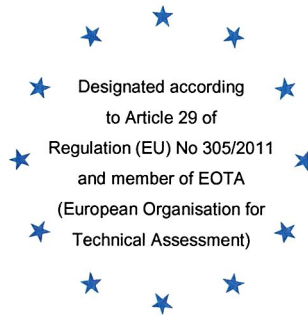 Designated according
to Article 29 of
Regulation (EU) No 305/2011
and member of EOTA
(European Organisation for
Technical Assessment)